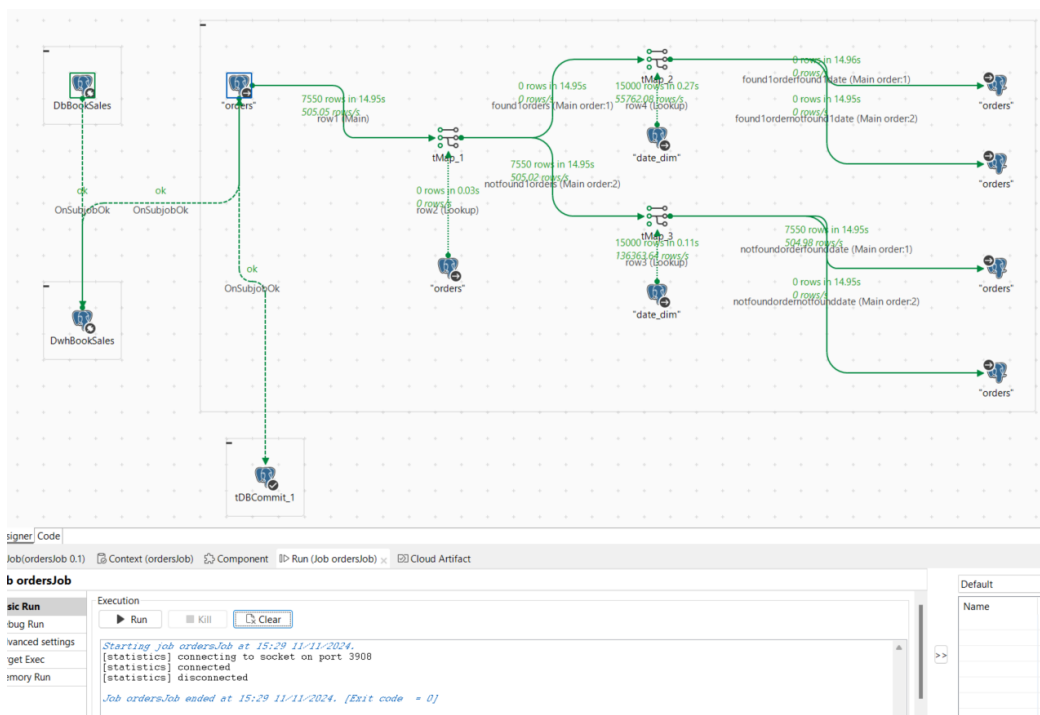 DbBookSales
"orders"
7550 rows in 14.95s
505.05 rows/s
row1 (Main)
tMap_1
0 rows in 14.95s
0 rows/s
found1orders (Main order:1)
tMap_2
15000 rows in 0.27s
55762.08 rows/s
row4 (Lookup)
"date_dim"
0 rows in 14.96s
0 rows/s
found1orderfound1date (Main order:1)
"orders"
0 rows in 14.95s
0 rows/s
found1ordernotfound1date (Main order:2)
"orders"
ok
OnSubjobOk
ok
OnSubjobOk
0 rows in 0.03s
0 rows/s
row2 (Lookup)
"orders"
7550 rows in 14.95s
505.02 rows/s
notfound1orders (Main order:2)
tMap_3
15000 rows in 0.11s
136363.64 rows/s
row3 (Lookup)
"date_dim"
7550 rows in 14.95s
504.98 rows/s
notfoundorderfounddate (Main order:1)
"orders"
0 rows in 14.95s
0 rows/s
notfoundordernotfounddate (Main order:2)
"orders"
ok
OnSubjobOk
DwhBookSales
tDBCommit_1
signer Code
Job(ordersJob 0.1) Context (ordersJob) Component Run (Job ordersJob) Cloud Artifact
b ordersJob
Default
sic Run
Execution
Name
ebug Run
Run Kill Clear
dvanced settings
rget Exec
emory Run
Starting job ordersJob at 15:29 11/11/2024.
[statistics] connecting to socket on port 3908
[statistics] connected
[statistics] disconnected
>>
Job ordersJob ended at 15:29 11/11/2024. [Exit code = 0]